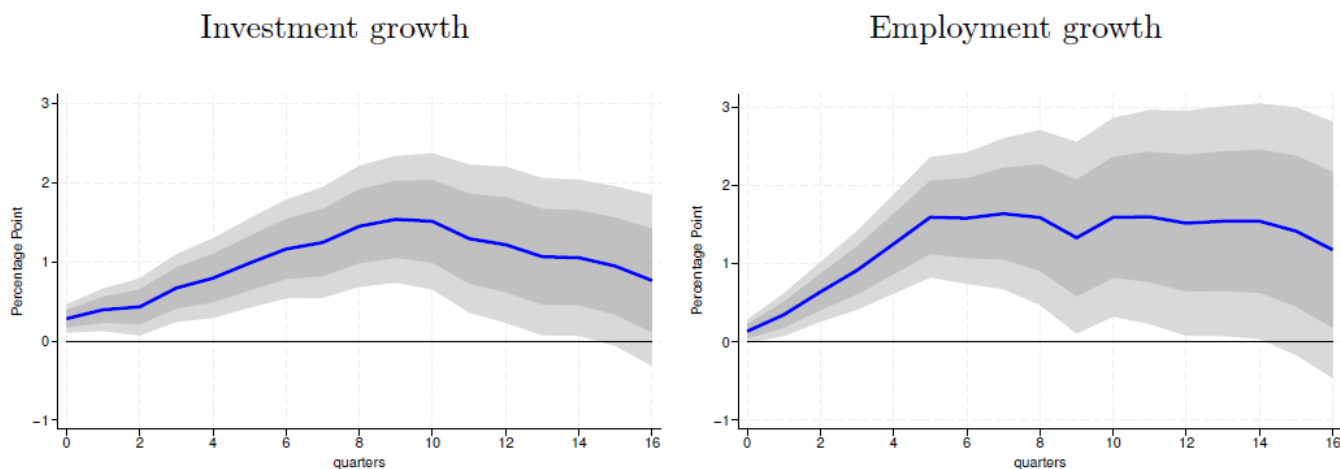 Investment growth
Percentage Point
3
2
1
0
−1
0 2 4 6 8 10 12 14 16
quarters
Employment growth
Percentage Point
3
2
1
0
−1
0 2 4 6 8 10 12 14 16
quarters